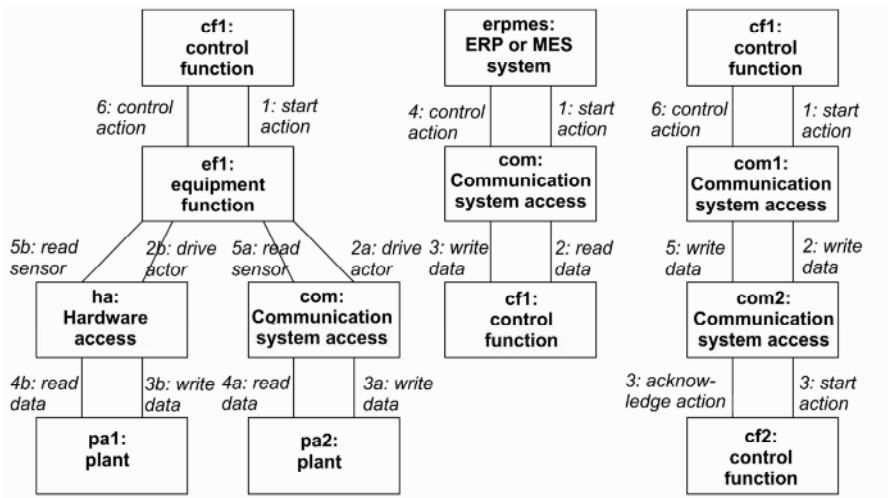 cf1:
control
function
6: control
action
1: start
action
ef1:
equipment
function
5b: read
sensor
2b: drive
actor
5a: read
sensor
2a: drive
actor
ha:
Hardware
access
com:
Communication
system access
4b: read
data
3b: write
data
4a: read
data
3a: write
data
pa1:
plant
pa2:
plant
erpmes:
ERP or MES
system
4: control
action
1: start
action
com:
Communication
system access
3: write
data
2: read
data
cf1:
control
function
cf1:
control
function
6: control
action
1: start
action
com1:
Communication
system access
5: write
data
2: write
data
com2:
Communication
system access
3: acknow-
ledge action
3: start
action
cf2:
control
function